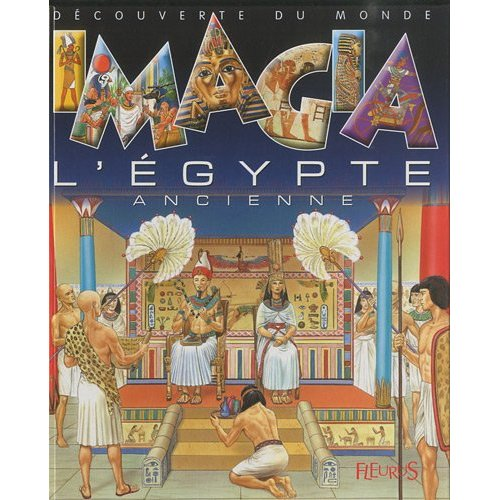 DÉCOUVERTE DU MONDE
IMAGIA
L'ÉGYPTE
ANCIENNE
FLEURUS